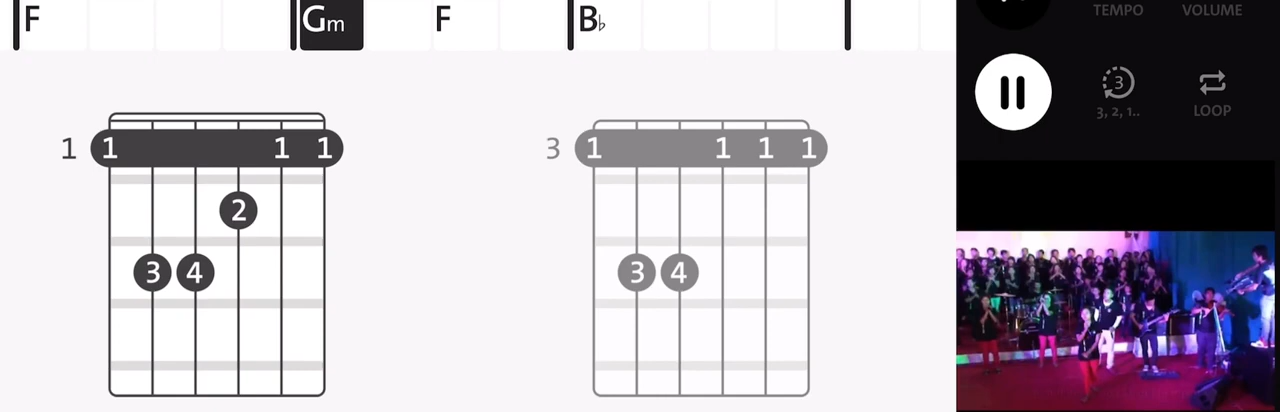 F Gm F B♭
TEMPO VOLUME
1 1 1 1
3 1 1 1 1
3
3, 2, 1.. LOOP
2
3 4
3 4